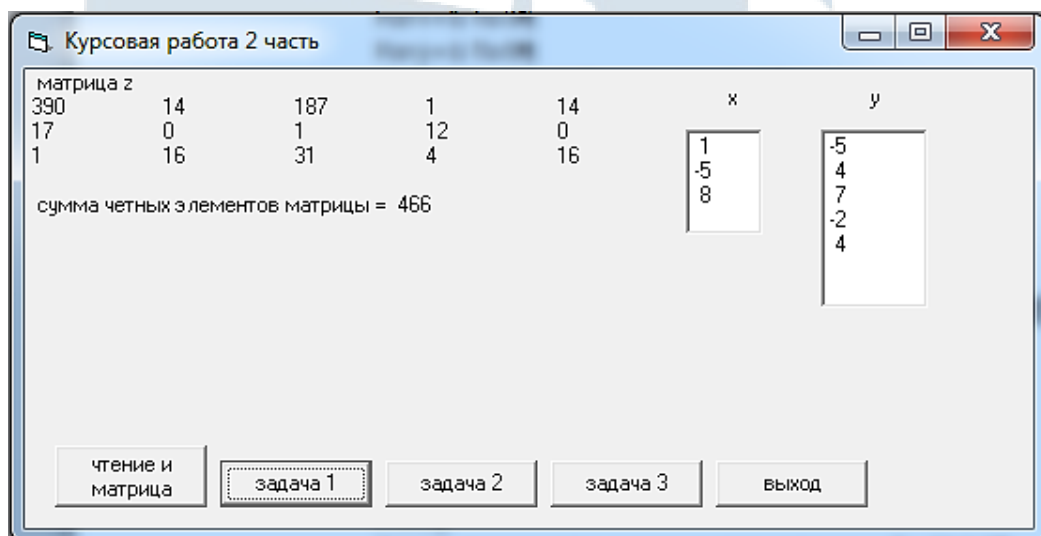 Курсовая работа 2 часть
матрица z
390 14 187 1 14
17 0 1 12 0
1 16 31 4 16
сумма четных элементов матрицы = 466
x
1
-5
8
y
-5
4
7
-2
4
чтение и
матрица
задача 1
задача 2
задача 3
выход